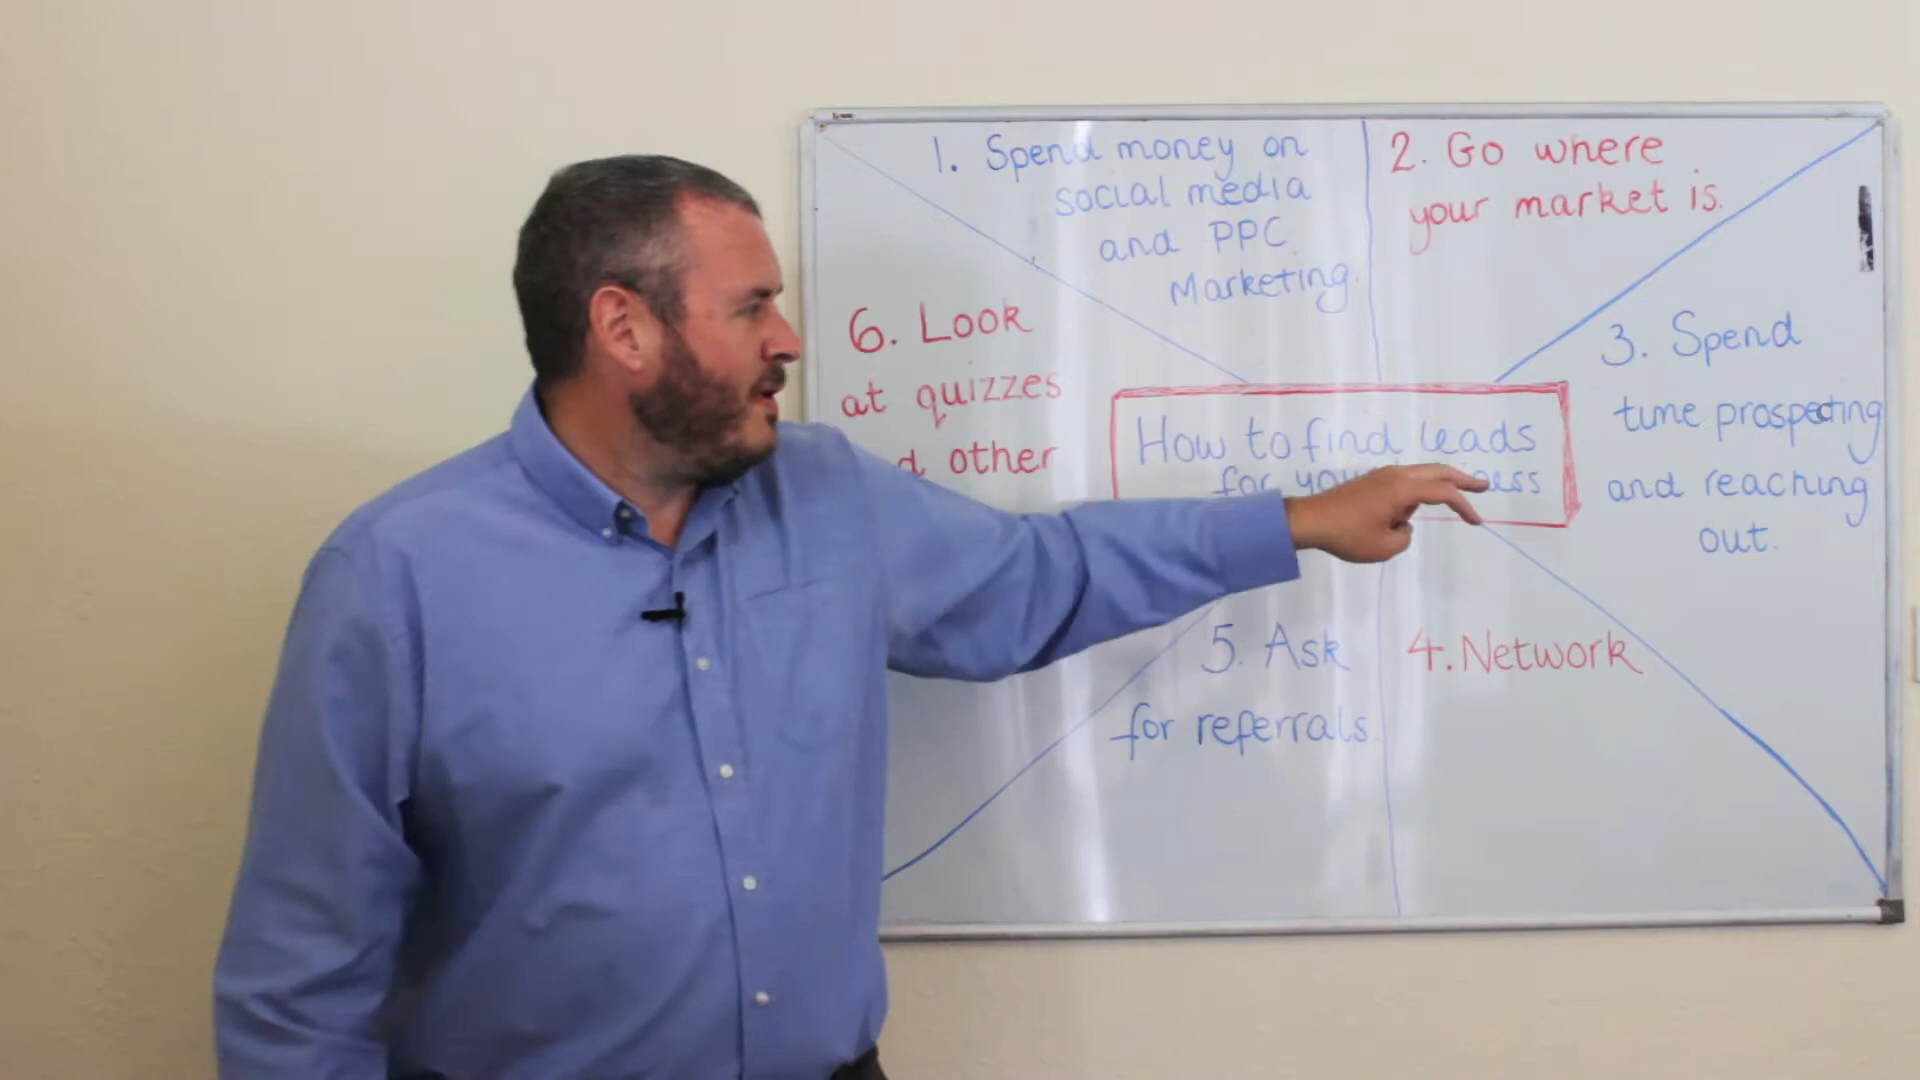 1. Spend money on
social media
and PPC
Marketing.
2. Go where
your market is.
3. Spend
time prospecting
and reaching
out.
4. Network
5. Ask
for referrals.
6. Look
at quizzes
other
How to find leads
for